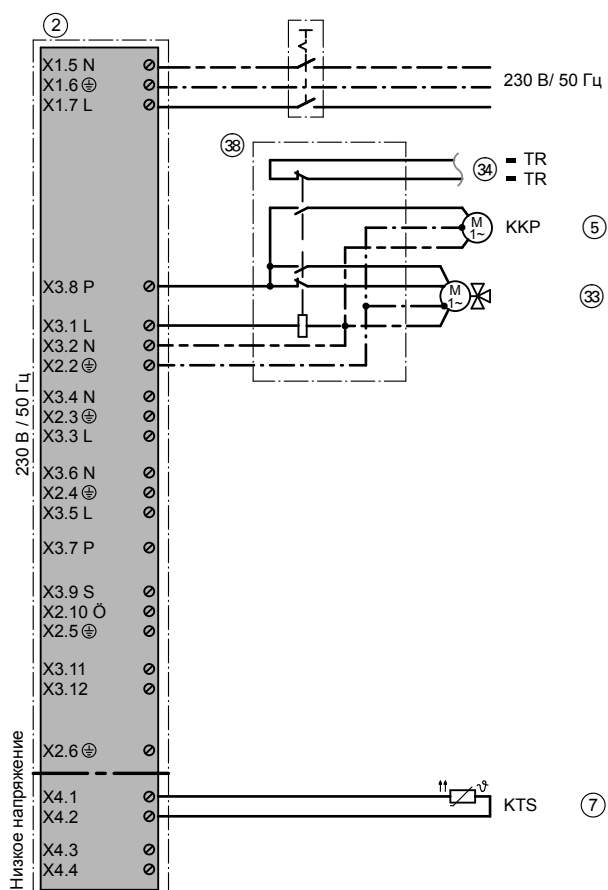 2
X1.5 N
X1.6
X1.7 L
230 В/ 50 Гц
38
34
TR
TR
M
1~
KKP
5
X3.8 P
M
1~
33
X3.1 L
X3.2 N
X2.2
X3.4 N
X2.3
X3.3 L
230 В / 50 Гц
X3.6 N
X2.4
X3.5 L
X3.7 P
X3.9 S
X2.10 Ö
X2.5
X3.11
X3.12
X2.6
Низкое напряжение
X4.1
X4.2
ϑ
KTS
7
X4.3
X4.4